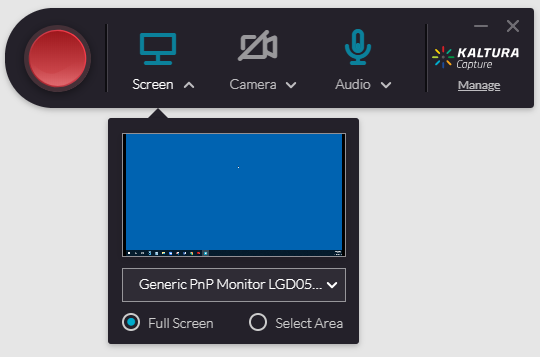 KALTURA
Capture
Screen
Camera
Audio
Manage
Generic PnP Monitor LGD05...
Full Screen
Select Area